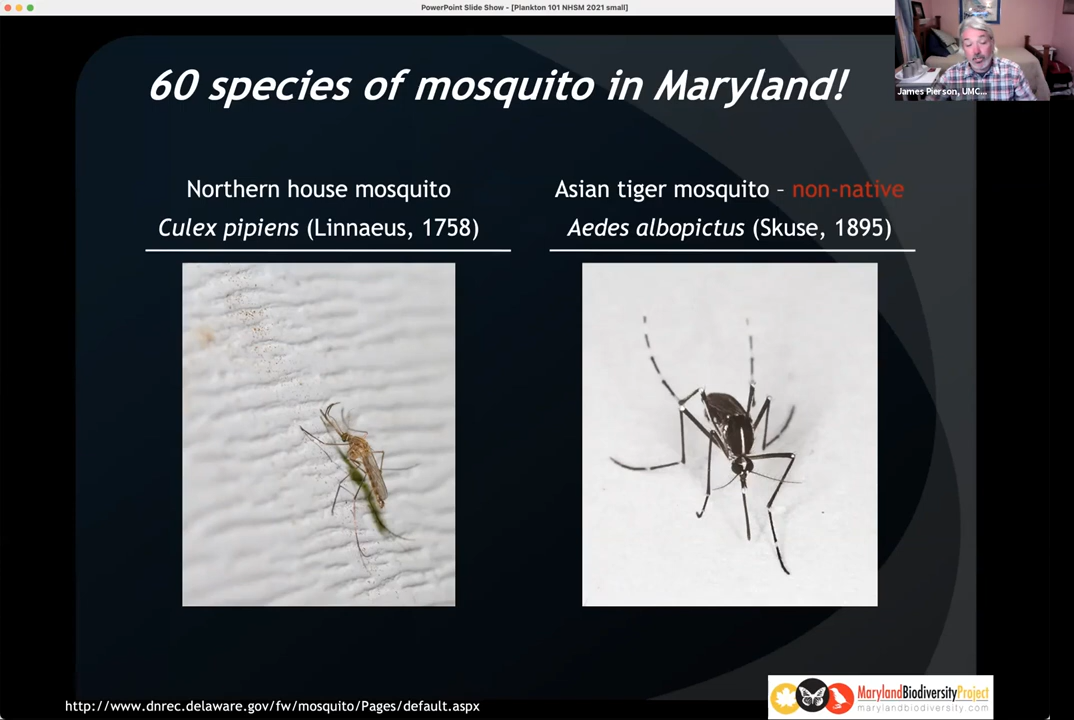 PowerPoint Slide Show - [Plankton 101 NHSM 2021 small]
James Pierson, UMC...
60 species of mosquito in Maryland!
Northern house mosquito
Culex pipiens (Linnaeus, 1758)
Asian tiger mosquito – non-native
Aedes albopictus (Skuse, 1895)
http://www.dnrec.delaware.gov/fw/mosquito/Pages/default.aspx
MarylandBiodiversityProject
marylandbiodiversity.com